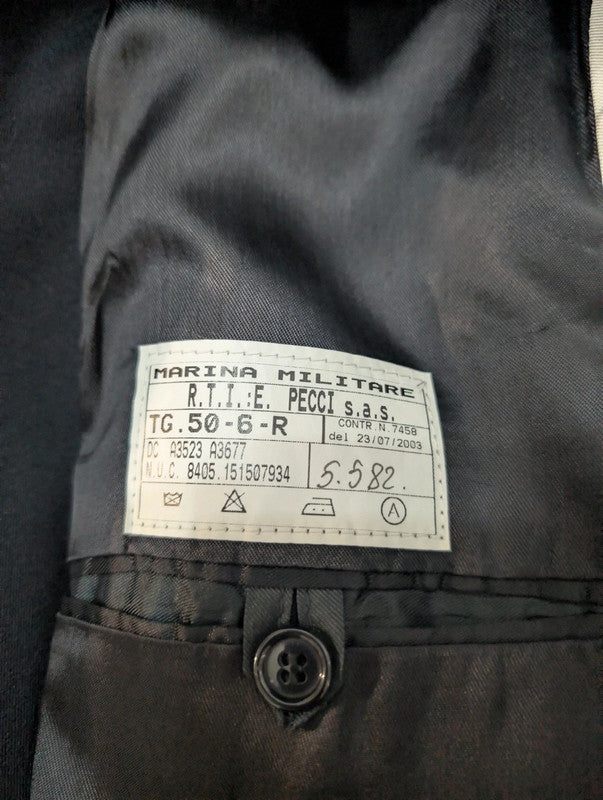 MARINA MILITARE
R.T.I.:E. PECCI s.a.s.
TG.50-6-R
CONTR.N.7458
del 23/07/2003
DC A3523 A3677
N.U.C. 8405.151507934
5.582.
A